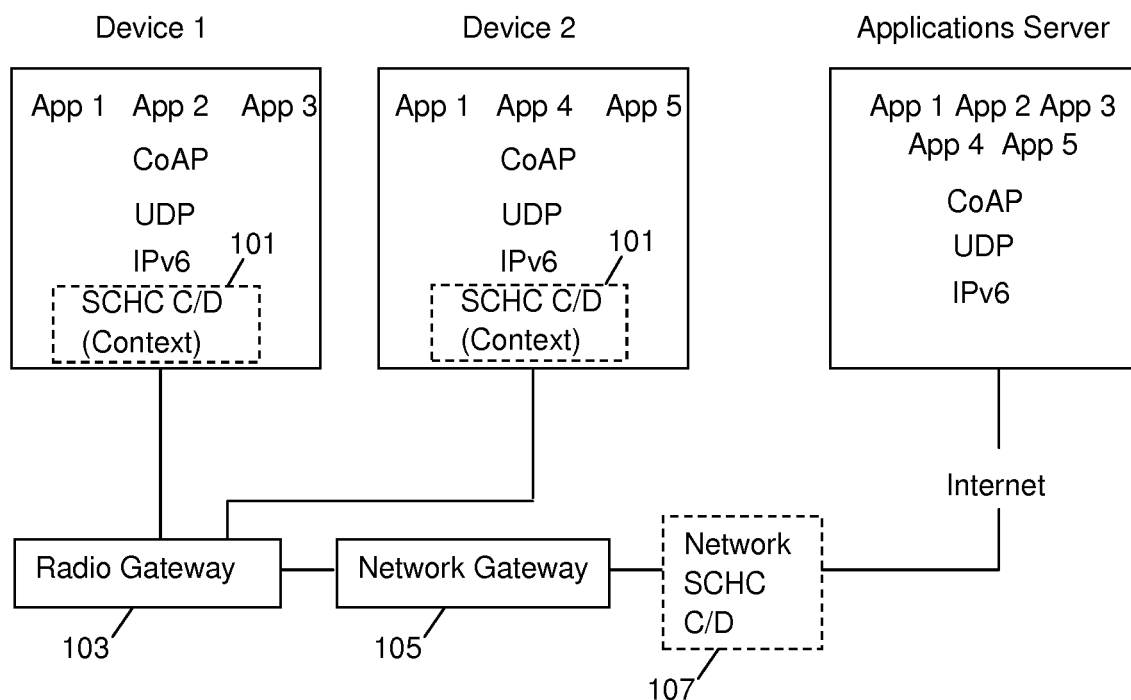 Device 1
Device 2
Applications Server
App 1 App 2 App 3
CoAP
UDP
IPv6
101
SCHC C/D
(Context)
App 1 App 4 App 5
CoAP
UDP
IPv6
101
SCHC C/D
(Context)
App 1 App 2 App 3
App 4 App 5
CoAP
UDP
IPv6
Internet
Radio Gateway
103
Network Gateway
105
Network
SCHC
C/D
107